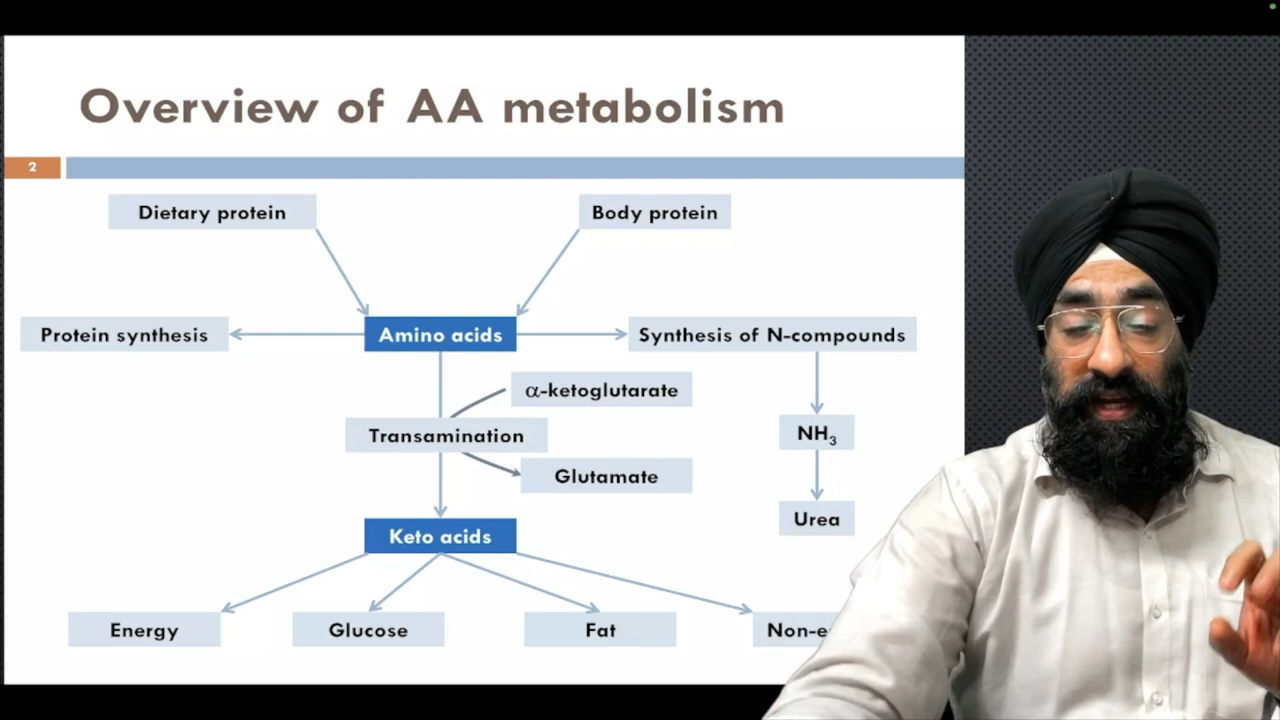 Overview of AA metabolism
2
Dietary protein
Body protein
Protein synthesis
Amino acids
Synthesis of N-compounds
α-ketoglutarate
Transamination
NH₃
Glutamate
Urea
Keto acids
Energy
Glucose
Fat